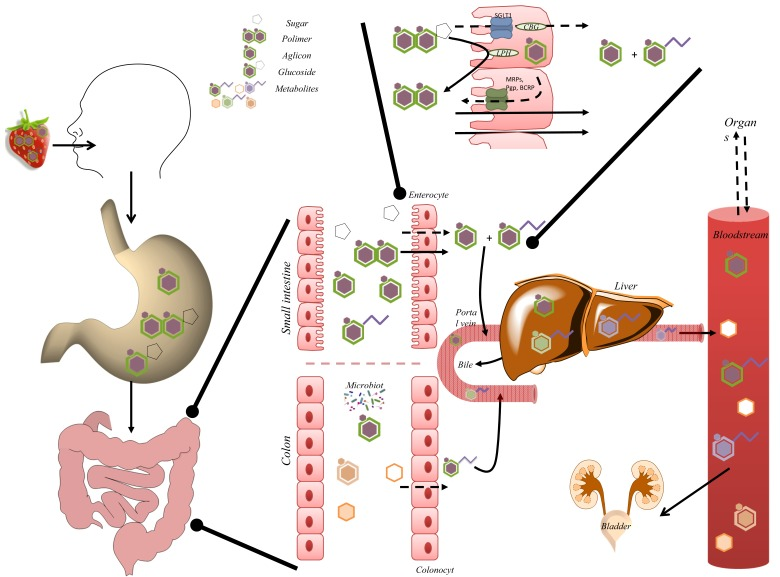 Sugar
Polimer
Aglicon
Glucoside
Metabolites
SGLT1
CBG
LPH
+
MRPs,
Pgp, BCRP
Organ
s
Enterocyte
Bloodstream
+
Small intestine
Liver
Porta
l vein
Bile
Microbiot
Colon
Bladder
Colonocyt